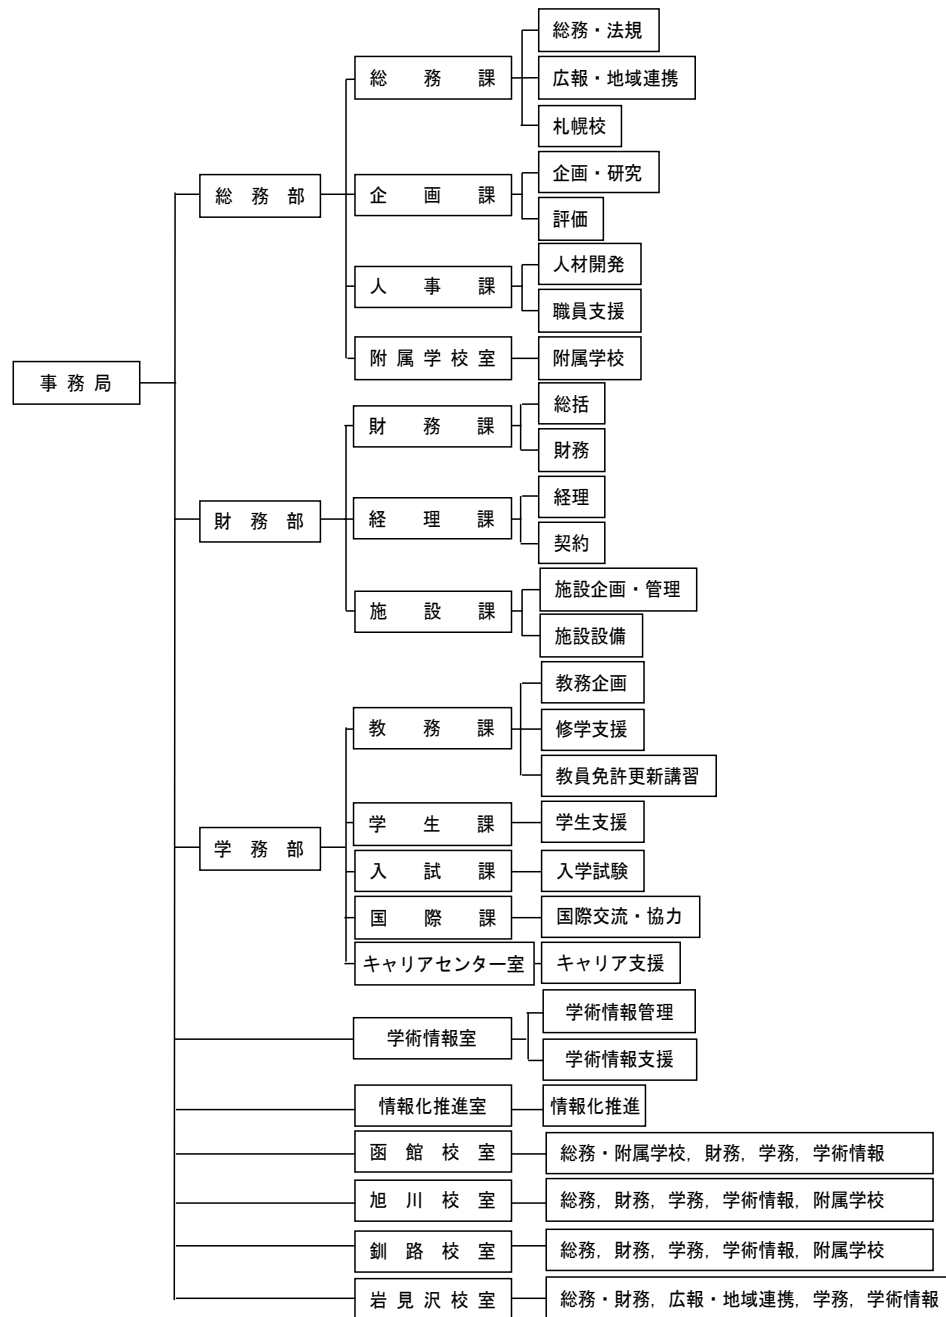 事務局
総務部
総務課
総務・法規
広報・地域連携
札幌校
企画課
企画・研究
評価
人事課
人材開発
職員支援
附属学校室
附属学校
財務部
財務課
総括
財務
経理課
経理
契約
施設課
施設企画・管理
施設設備
学務部
教務課
教務企画
修学支援
教員免許更新講習
学生課
学生支援
入試課
入学試験
国際課
国際交流・協力
キャリアセンター室
キャリア支援
学術情報室
学術情報管理
学術情報支援
情報化推進室
情報化推進
函館校室
総務・附属学校, 財務, 学務, 学術情報
旭川校室
総務, 財務, 学務, 学術情報, 附属学校
釧路校室
総務, 財務, 学務, 学術情報, 附属学校
岩見沢校室
総務・財務, 広報・地域連携, 学務, 学術情報